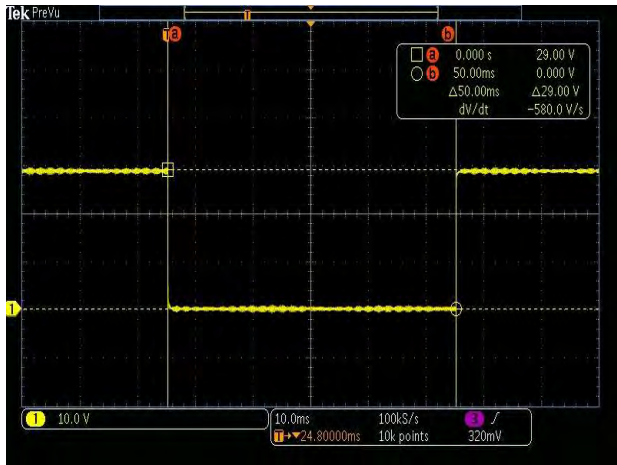 Tek PreVu
T
T a b
a 0.000 s 29.00 V
b 50.00ms 0.000 V
Δ50.00ms Δ29.00 V
dV/dt -580.0 V/s
1
1 10.0 V
10.0ms 100kS/s 3
T→▼24.80000ms 10k points 320mV